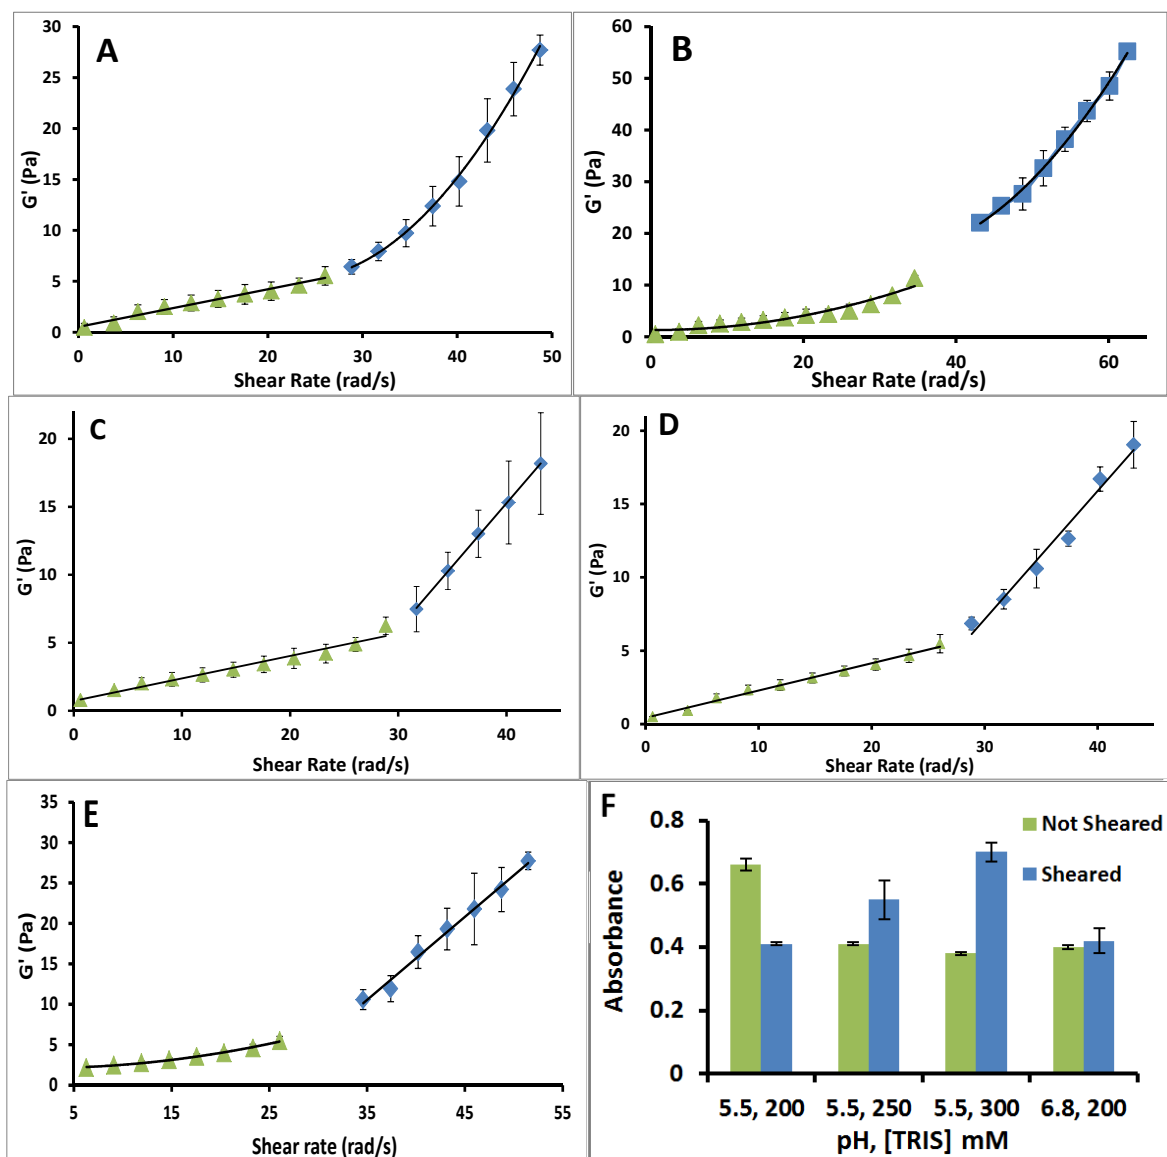 A
30
25
20
15
10
5
0
G' (Pa)
0 10 20 30 40 50
Shear Rate (rad/s)
B
60
50
40
30
20
10
0
G' (Pa)
0 20 40 60
Shear Rate (rad/s)
C
20
15
10
5
0
G' (Pa)
0 10 20 30 40
Shear Rate (rad/s)
D
20
15
10
5
0
G' (Pa)
0 10 20 30 40
Shear Rate (rad/s)
E
35
30
25
20
15
10
5
0
G' (Pa)
5 15 25 35 45 55
Shear rate (rad/s)
F
0.8
0.6
0.4
0.2
0
Absorbance
Not Sheared
Sheared
5.5, 200 5.5, 250 5.5, 300 6.8, 200
pH, [TRIS] mM